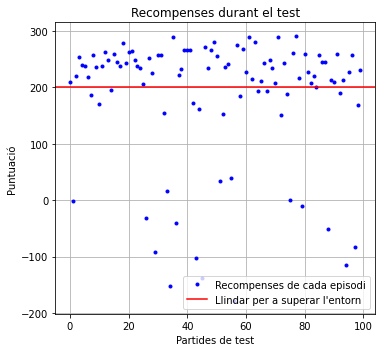 Recompenses durant el test
300
200
100
0
−100
−200
Puntuació
Recompenses de cada episodi
Llindar per a superar l'entorn
0
20
40
60
80
100
Partides de test